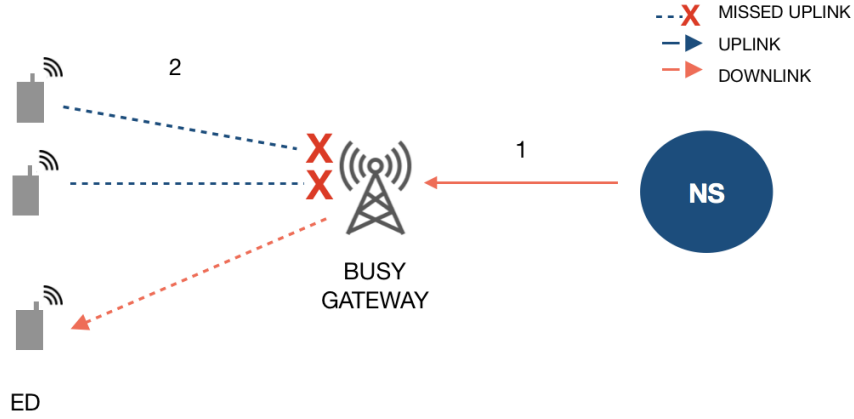 MISSED UPLINK
UPLINK
DOWNLINK
2
1
X
X
X
NS
BUSY
GATEWAY
ED